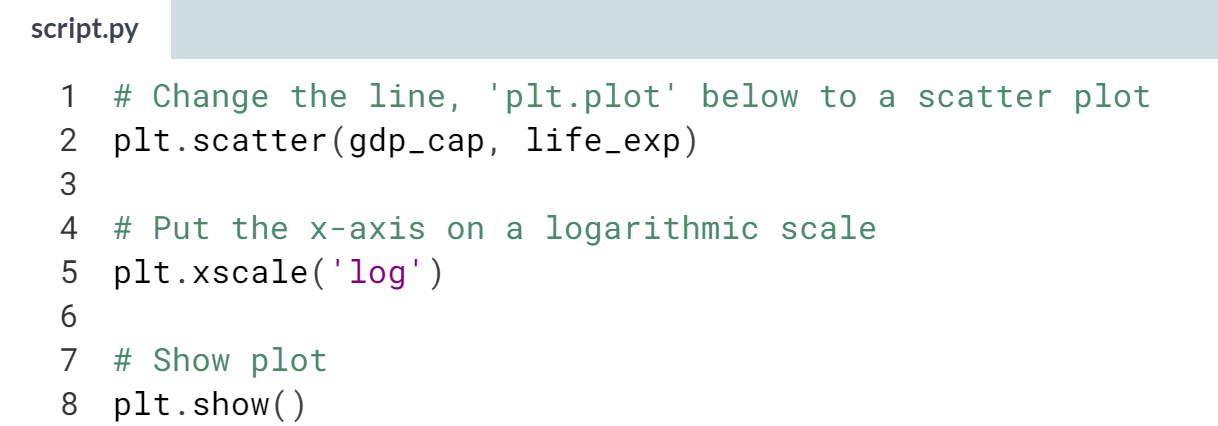 script.py
1 # Change the line, 'plt.plot' below to a scatter plot
2 plt.scatter(gdp_cap, life_exp)
3
4 # Put the x-axis on a logarithmic scale
5 plt.xscale('log')
6
7 # Show plot
8 plt.show()